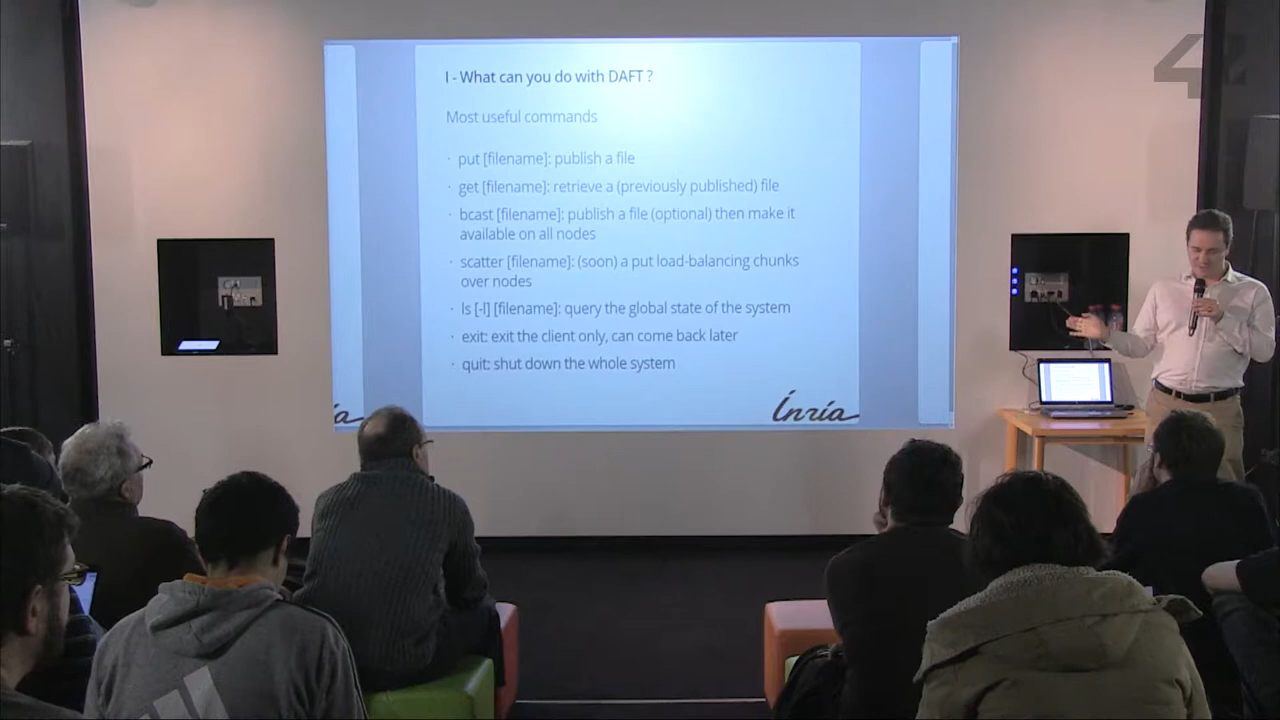 42
I - What can you do with DAFT ?
Most useful commands
· put [filename]: publish a file
· get [filename]: retrieve a (previously published) file
· bcast [filename]: publish a file (optional) then make it
available on all nodes
· scatter [filename]: (soon) a put load-balancing chunks
over nodes
· ls [-l] [filename]: query the global state of the system
· exit: exit the client only, can come back later
· quit: shut down the whole system
ia
Inria